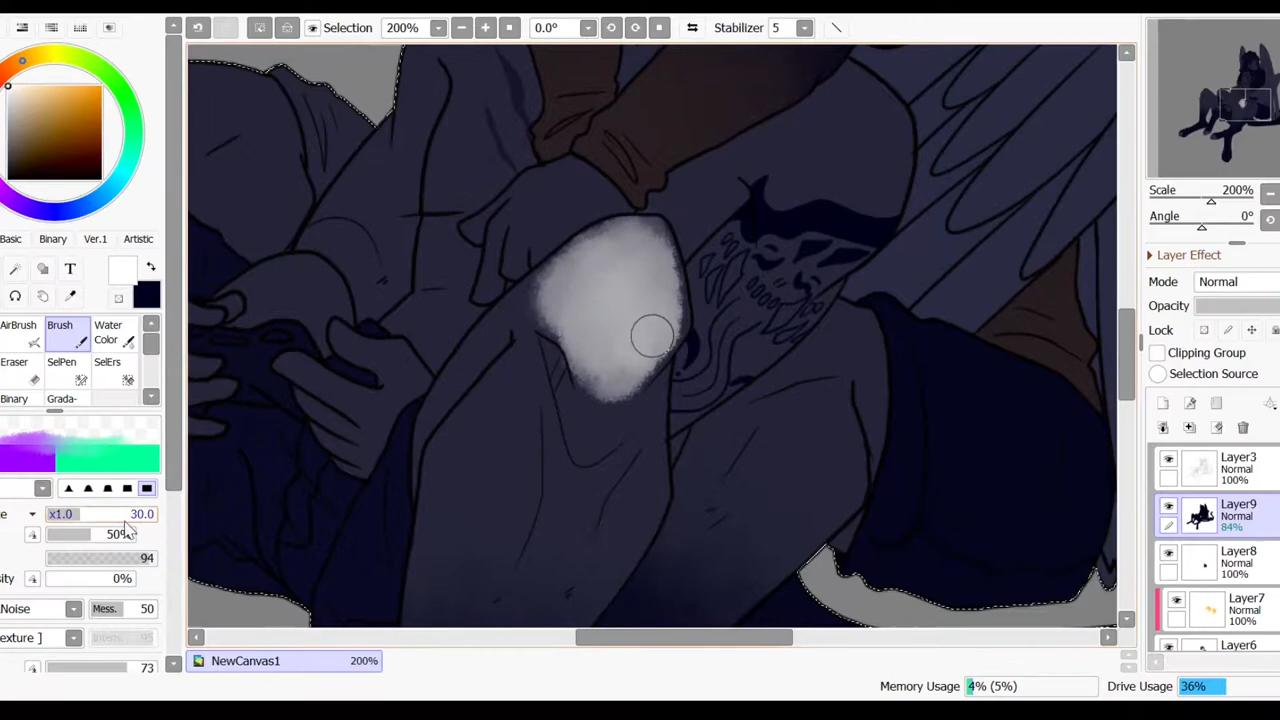 Selection 200% 0.0° Stabilizer 5
Scale 200%
Angle 0°
Basic Binary Ver.1 Artistic
Layer Effect
T
Mode Normal
Opacity
AirBrush Brush Water Color
Lock
Clipping Group
Eraser SelPen SelErs
Selection Source
Binary Grada-
Layer3
Normal
100%
x1.0 30.0
Layer9
Normal
84%
50%
94
Layer8
Normal
100%
0%
Noise Mess. 50
Layer7
Normal
100%
Layer6
73
NewCanvas1 200%
Memory Usage 4% (5%) Drive Usage 36%